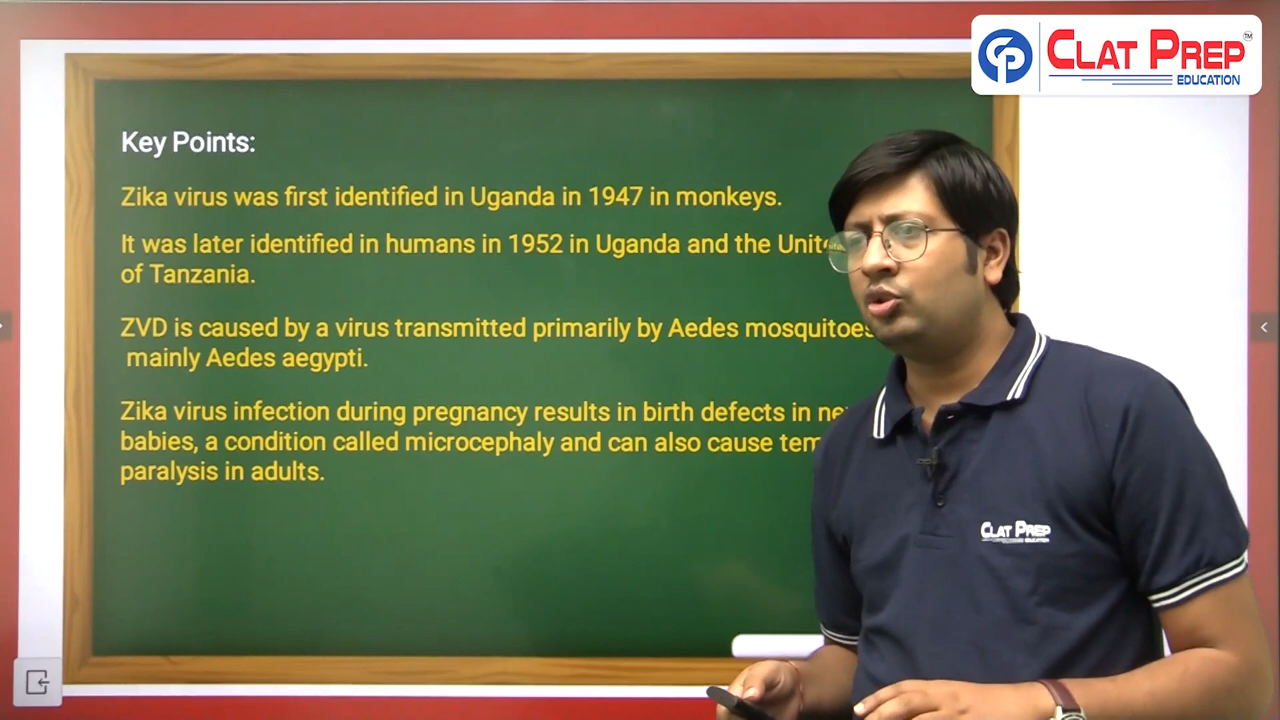 CLAT PREP TM
EDUCATION
Key Points:
Zika virus was first identified in Uganda in 1947 in monkeys.
It was later identified in humans in 1952 in Uganda and the
of Tanzania.
ZVD is caused by a virus transmitted primarily by Aedes mosquitoes
mainly Aedes aegypti.
Zika virus infection during pregnancy results in birth defects in
babies, a condition called microcephaly and can also cause
paralysis in adults.
CLAT PREP
EDUCATION